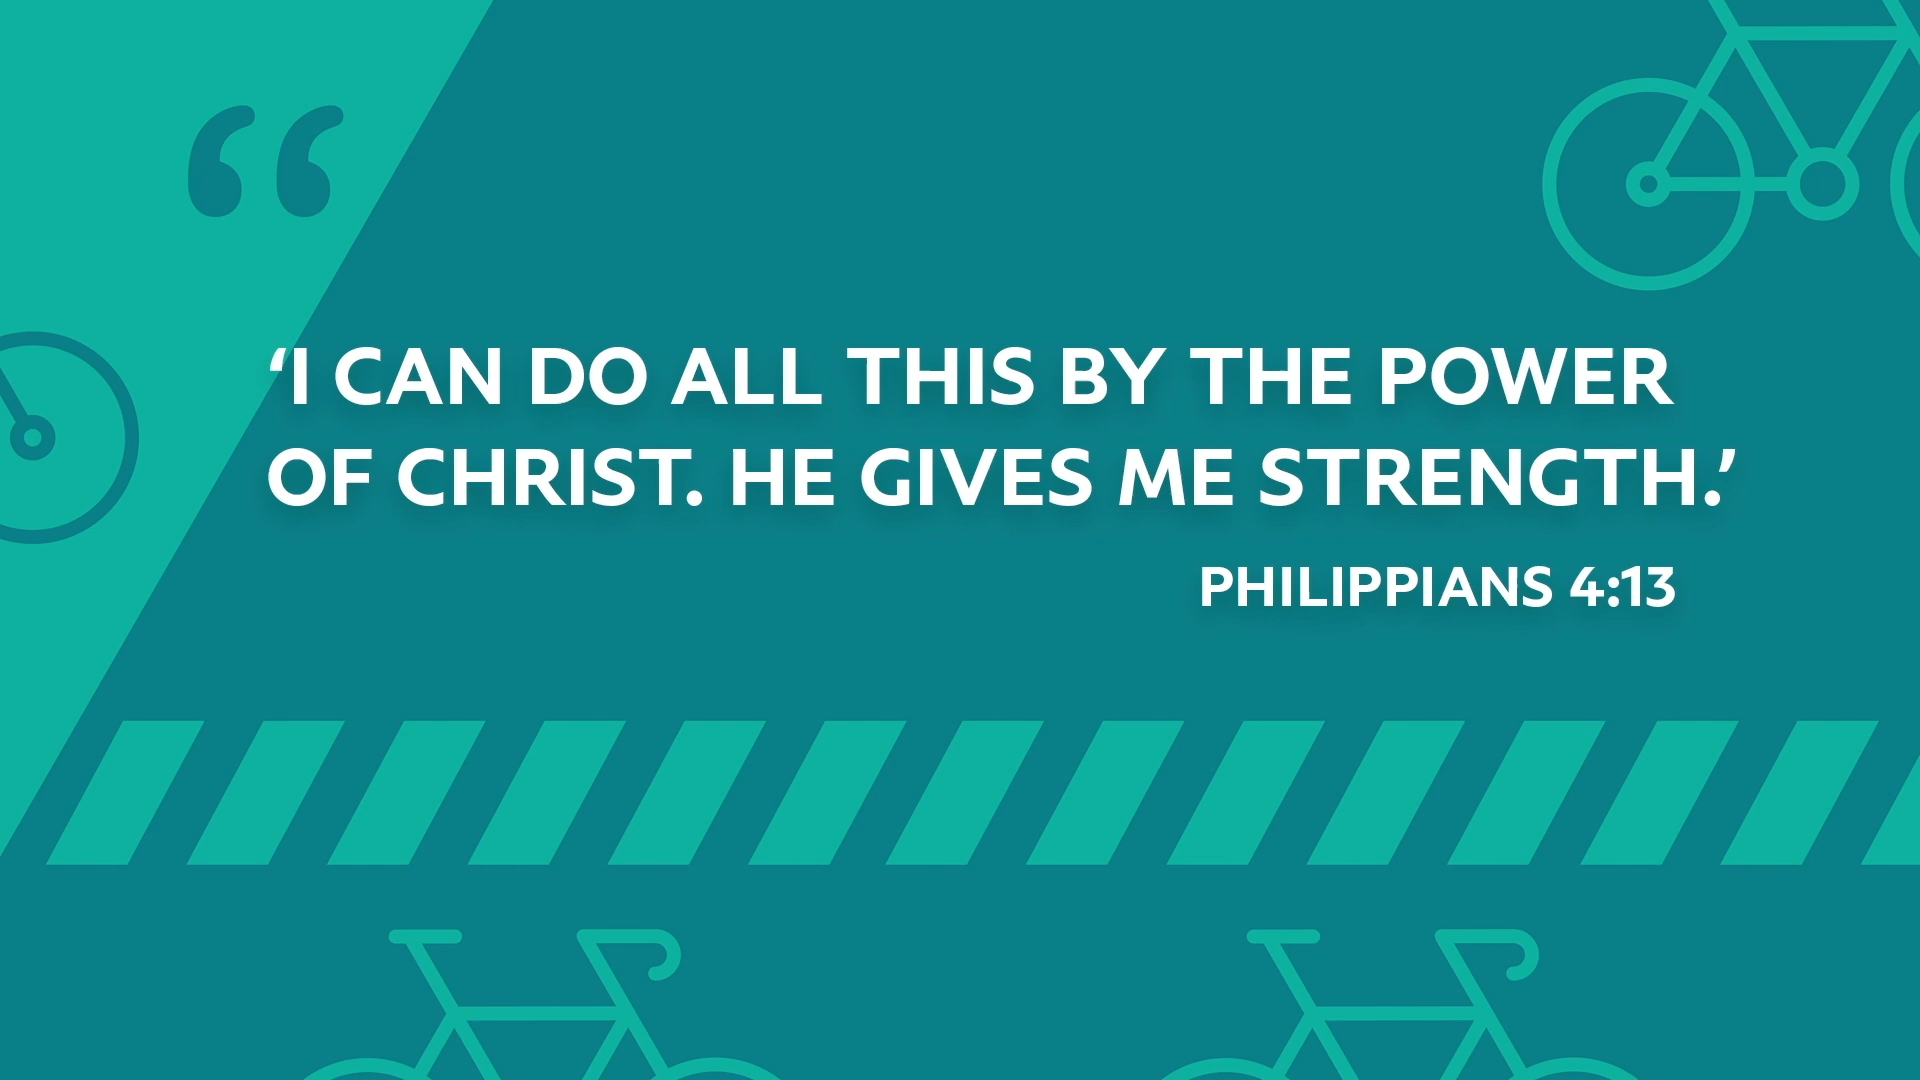 “
‘I CAN DO ALL THIS BY THE POWER
OF CHRIST. HE GIVES ME STRENGTH.’
PHILIPPIANS 4:13